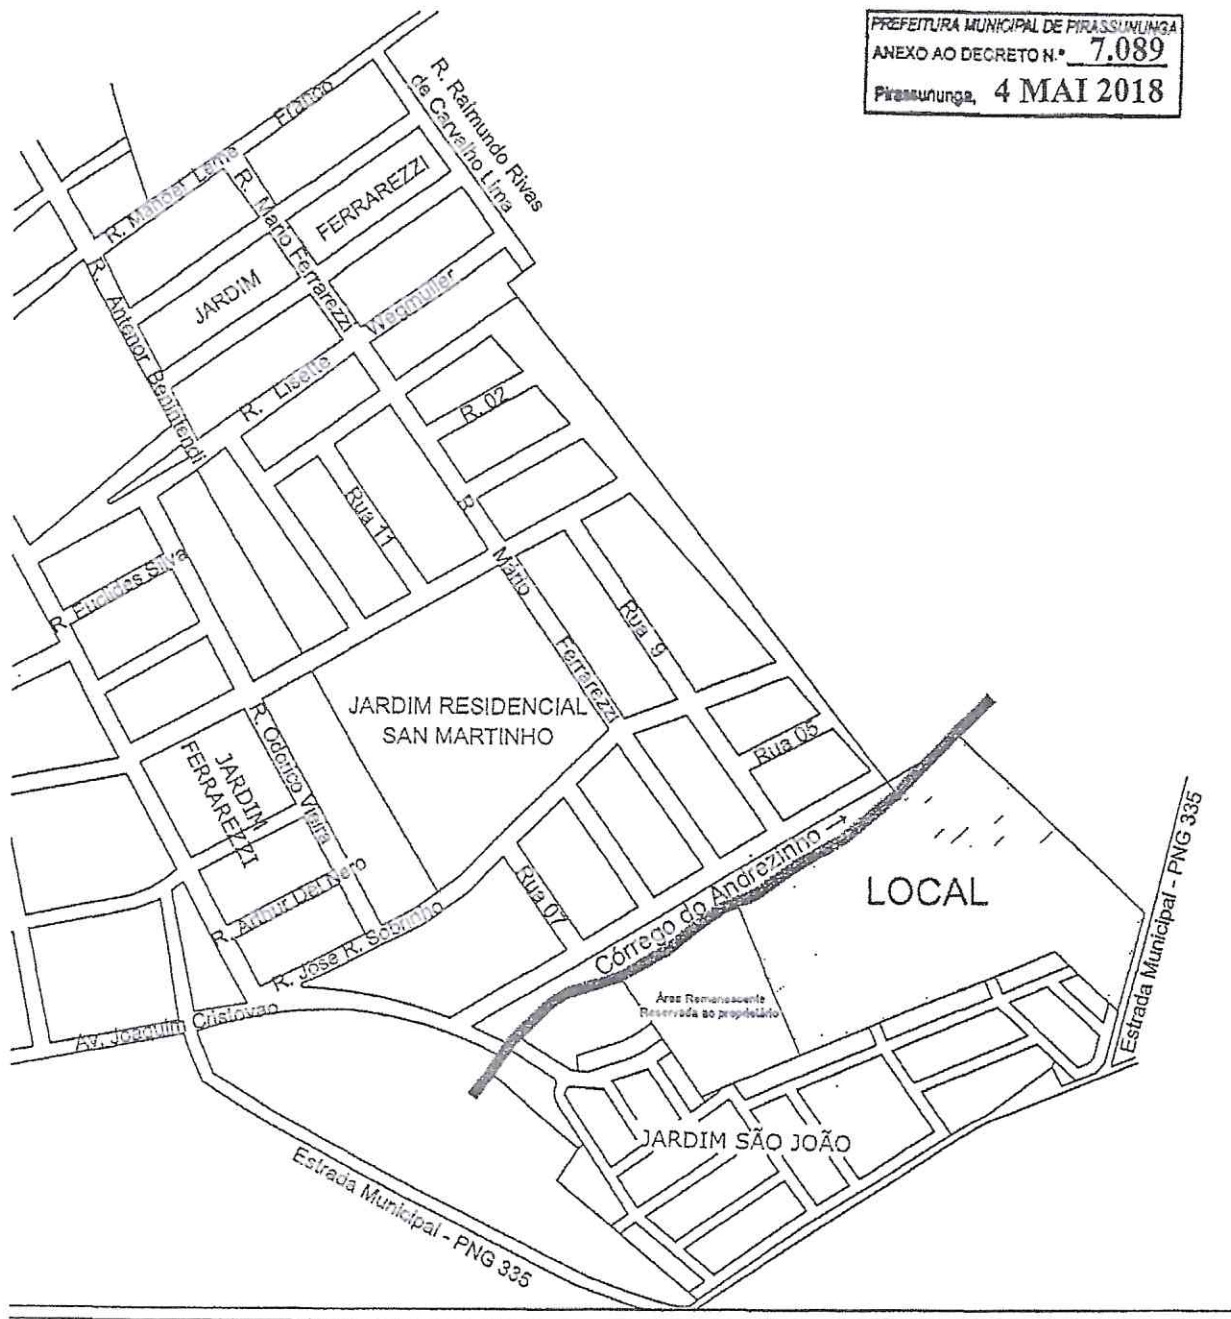 PREFEITURA MUNICIPAL DE PIRASSUNUNGA
ANEXO AO DECRETO N.º 7.089
Pirassununga, 4 MAI 2018
R. Raimundo Rivas
de Carvalho Lima
R. Manoel Leme Franco
R. Mario Ferrarezzi
FERRAREZZI
JARDIM
R. Antenor Benintendi
R. Lisette Wegmuller
R. 02
Rua 11
R. Mario Ferrarezzi
R. Euclides Silva
Rua 9
JARDIM RESIDENCIAL
SAN MARTINHO
R. Odorico Vieira
JARDIM
FERRAREZZI
Rua 05
R. Arthur Del Nero
Rua 07
R. José R. Sobrinho
Córrego do Andrezinho →
LOCAL
Área Remanescente
Reservada ao proprietário
Av. Joaquim Cristovão
Estrada Municipal - PNG 335
JARDIM SÃO JOÃO
Estrada Municipal - PNG 335